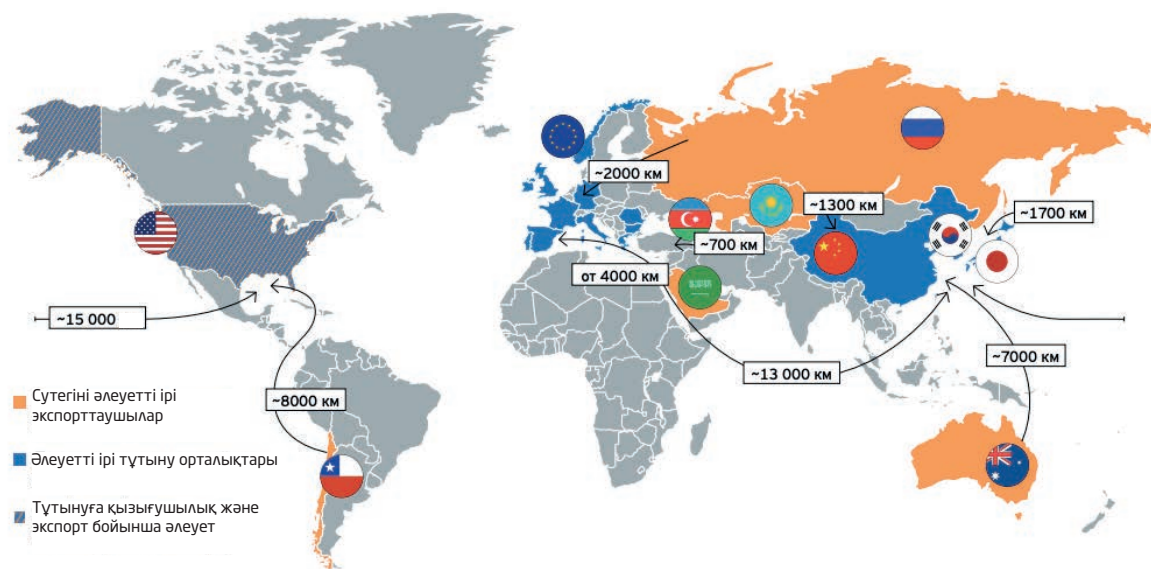 ~2000 км
~1300 км
~1700 км
~700 км
от 4000 км
~15 000
~7000 км
~13 000 км
~8000 км
Сутегіні әлеуетті ірі
экспорттаушылар
Әлеуетті ірі тұтыну орталықтары
Тұтынуға қызығушылық және
экспорт бойынша әлеует